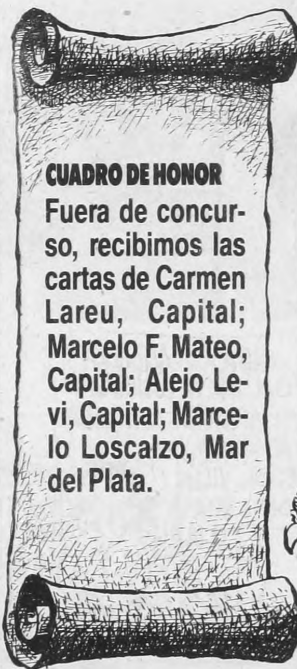 CUADRO DE HONOR
Fuera de concur-
so, recibimos las
cartas de Carmen
Lareu, Capital;
Marcelo F. Mateo,
Capital; Alejo Le-
vi, Capital; Marce-
lo Loscalzo, Mar
del Plata.